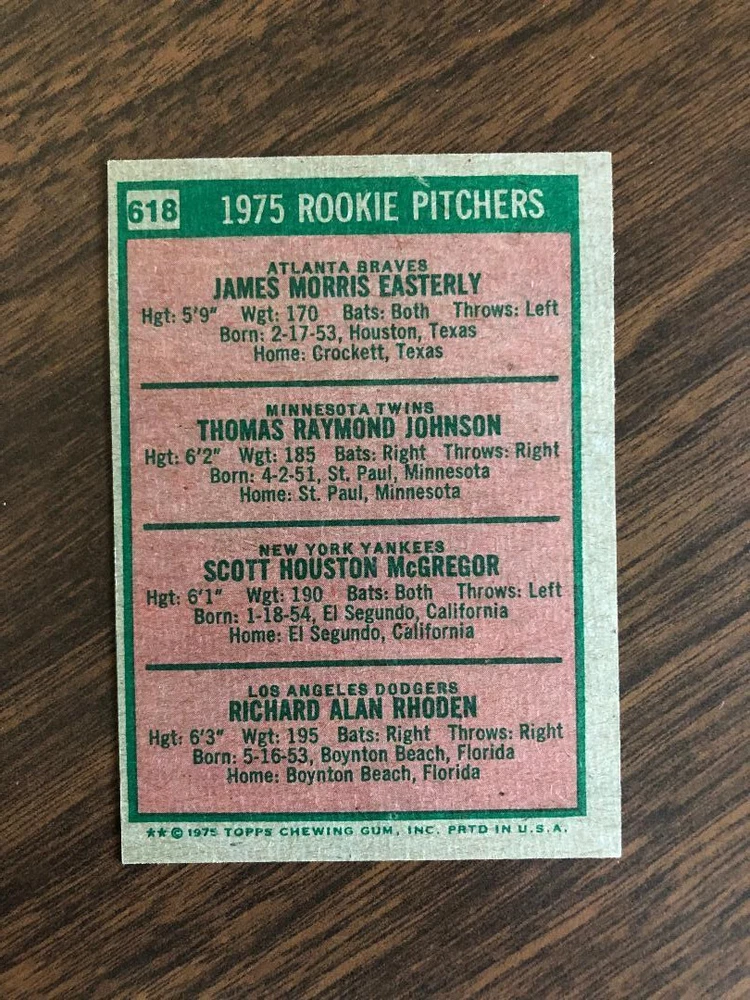 618 1975 ROOKIE PITCHERS
ATLANTA BRAVES
JAMES MORRIS EASTERLY
Hgt: 5'9" Wgt: 170 Bats: Both Throws: Left
Born: 2-17-53, Houston, Texas
Home: Crockett, Texas
MINNESOTA TWINS
THOMAS RAYMOND JOHNSON
Hgt: 6'2" Wgt: 185 Bats: Right Throws: Right
Born: 4-2-51, St. Paul, Minnesota
Home: St. Paul, Minnesota
NEW YORK YANKEES
SCOTT HOUSTON McGREGOR
Hgt: 6'1" Wgt: 190 Bats: Both Throws: Left
Born: 1-18-54, El Segundo, California
Home: El Segundo, California
LOS ANGELES DODGERS
RICHARD ALAN RHODEN
Hgt: 6'3" Wgt: 195 Bats: Right Throws: Right
Born: 5-16-53, Boynton Beach, Florida
Home: Boynton Beach, Florida
★★ © 1975 TOPPS CHEWING GUM, INC. PRTD IN U.S.A.